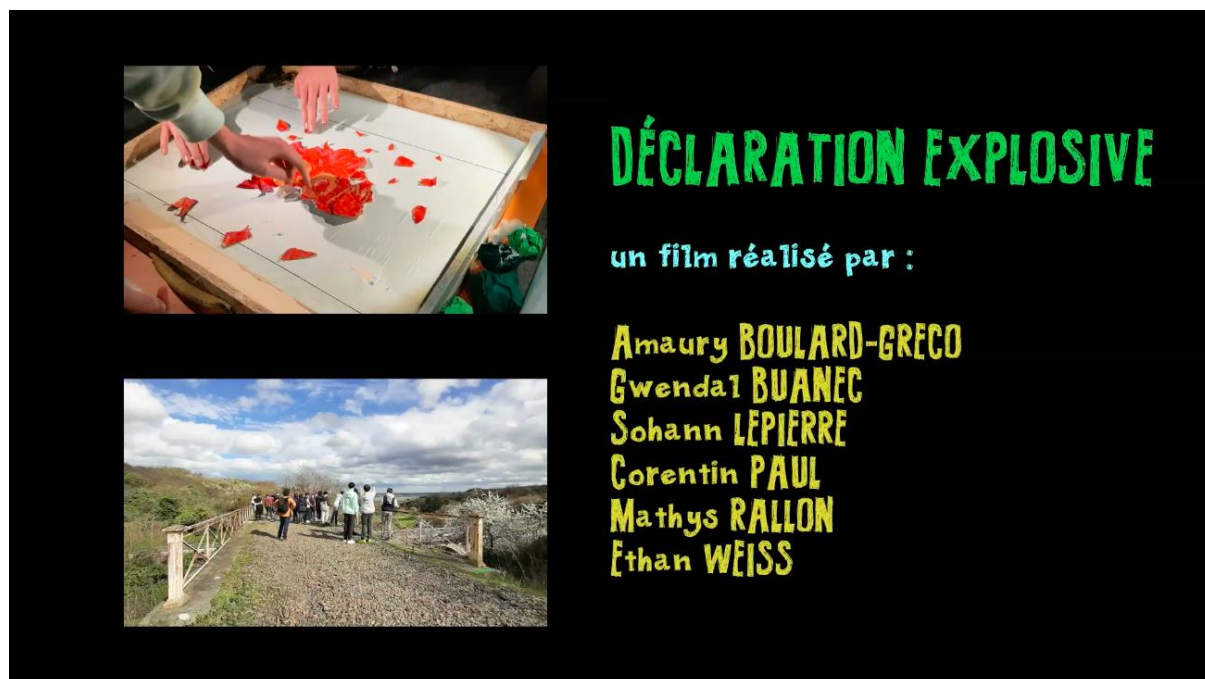 DÉCLARATION EXPLOSIVE
un film réalisé par :
Amaury BOULARD-GRECO
Gwendal BUANEC
Sohann LEPIERRE
Corentin PAUL
Mathys RALLON
Ethan WEISS